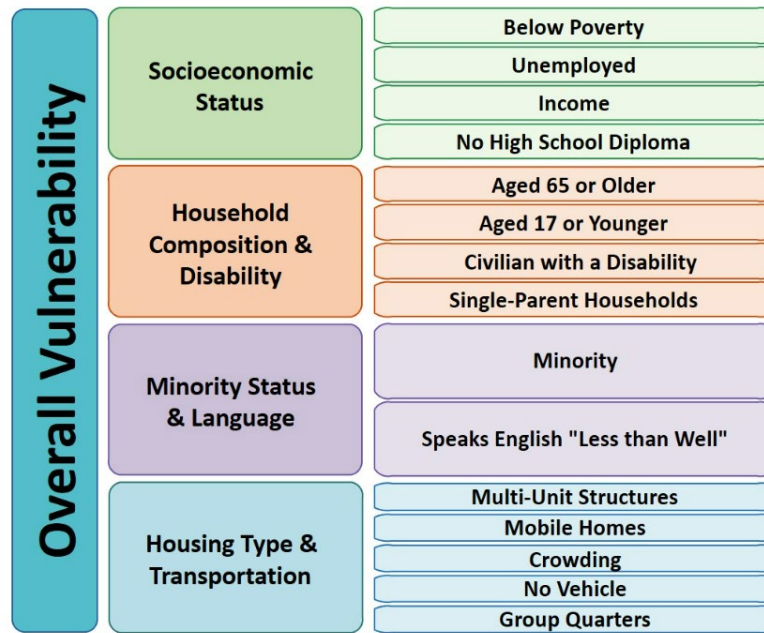 Overall Vulnerability
Socioeconomic
Status
Below Poverty
Unemployed
Income
No High School Diploma
Household
Composition &
Disability
Aged 65 or Older
Aged 17 or Younger
Civilian with a Disability
Single-Parent Households
Minority Status
& Language
Minority
Speaks English "Less than Well"
Housing Type &
Transportation
Multi-Unit Structures
Mobile Homes
Crowding
No Vehicle
Group Quarters